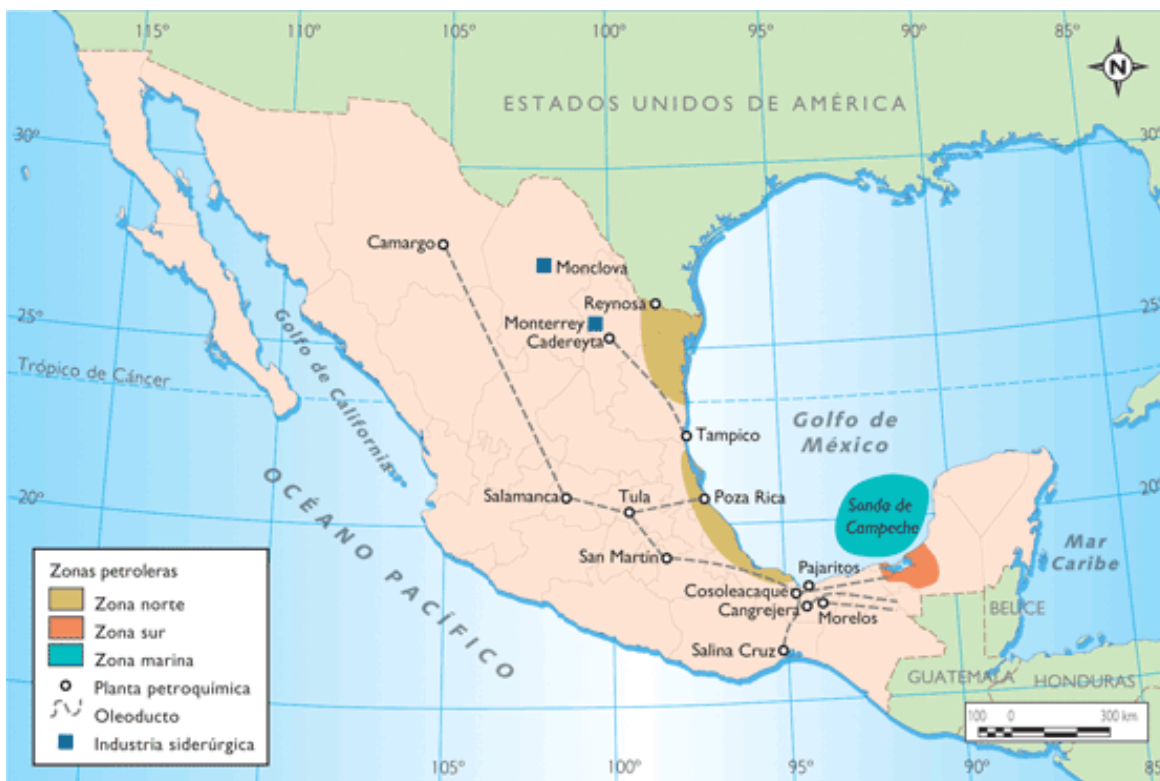 115°
110°
105°
100°
95°
90°
85°
N
ESTADOS UNIDOS DE AMÉRICA
30°
30°
Camargo
Monclova
Reynosa
Monterrey
Cadereyta
25°
25°
Golfo de California
Trópico de Cáncer
Tampico
Golfo de
México
20°
20°
Salamanca
Tula
Poza Rica
Sonda de
Campeche
OCÉANO PACÍFICO
San Martín
Pajaritos
Mar
Caribe
Cosoleacaque
Cangrejera
Morelos
BELICE
Salina Cruz
GUATEMALA
HONDURAS
Zonas petroleras
Zona norte
Zona sur
Zona marina
Planta petroquímica
Oleoducto
Industria siderúrgica
100 0 300 km
105°
100°
95°
90°
85°